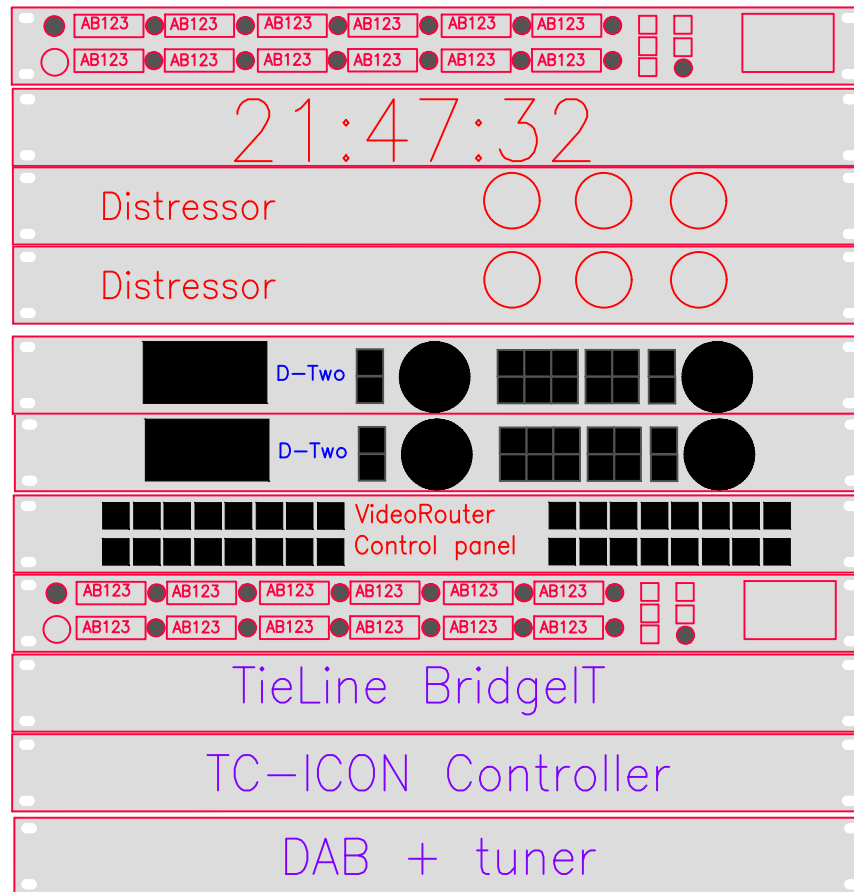 AB123 AB123 AB123 AB123 AB123 AB123
AB123 AB123 AB123 AB123 AB123 AB123
21:47:32
Distressor
Distressor
D-Two
D-Two
VideoRouter
Control panel
AB123 AB123 AB123 AB123 AB123 AB123
AB123 AB123 AB123 AB123 AB123 AB123
TieLine BridgeIT
TC-ICON Controller
DAB + tuner